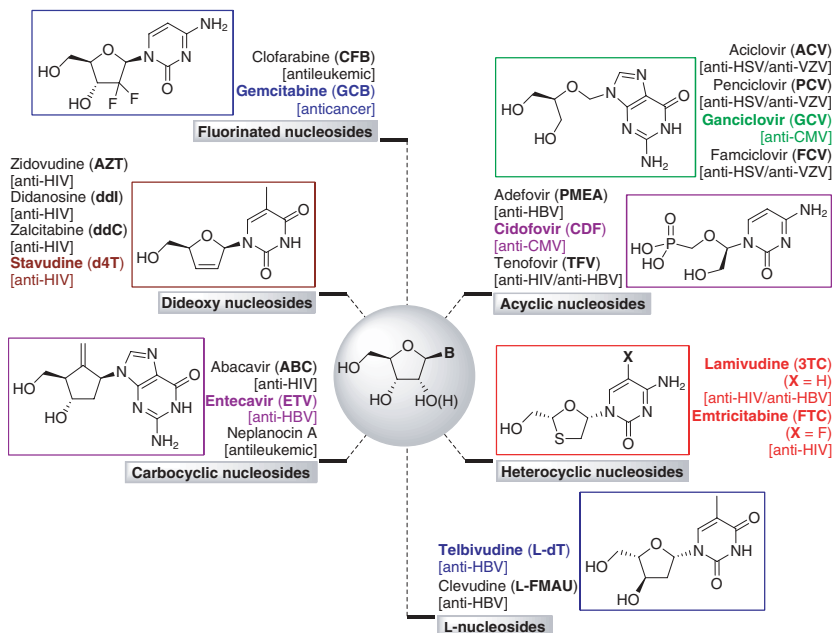 Clofarabine (CFB)
[antileukemic]
Gemcitabine (GCB)
[anticancer]
Fluorinated nucleosides
HO
O
N
N
NH2
O
HO
F
F
Aciclovir (ACV)
[anti-HSV/anti-VZV]
Penciclovir (PCV)
[anti-HSV/anti-VZV]
Ganciclovir (GCV)
[anti-CMV]
Famciclovir (FCV)
[anti-HSV/anti-VZV]
HO
O
HO
N
N
O
N
NH
NH2
Adefovir (PMEA)
[anti-HBV]
Cidofovir (CDF)
[anti-CMV]
Tenofovir (TFV)
[anti-HIV/anti-HBV]
Acyclic nucleosides
O
P
HO
HO
O
HO
N
N
NH2
O
Zidovudine (AZT)
[anti-HIV]
Didanosine (ddI)
[anti-HIV]
Zalcitabine (ddC)
[anti-HIV]
Stavudine (d4T)
[anti-HIV]
Dideoxy nucleosides
HO
O
N
O
NH
O
HO
O
B
HO
OH(H)
Abacavir (ABC)
[anti-HIV]
Entecavir (ETV)
[anti-HBV]
Neplanocin A
[antileukemic]
Carbocyclic nucleosides
HO
HO
N
N
O
N
NH
NH2
Lamivudine (3TC)
(X = H)
[anti-HIV/anti-HBV]
Emtricitabine (FTC)
(X = F)
[anti-HIV]
Heterocyclic nucleosides
X
NH2
N
N
O
O
S
HO
Telbivudine (L-dT)
[anti-HBV]
Clevudine (L-FMAU)
[anti-HBV]
L-nucleosides
HO
O
HO
N
O
NH
O